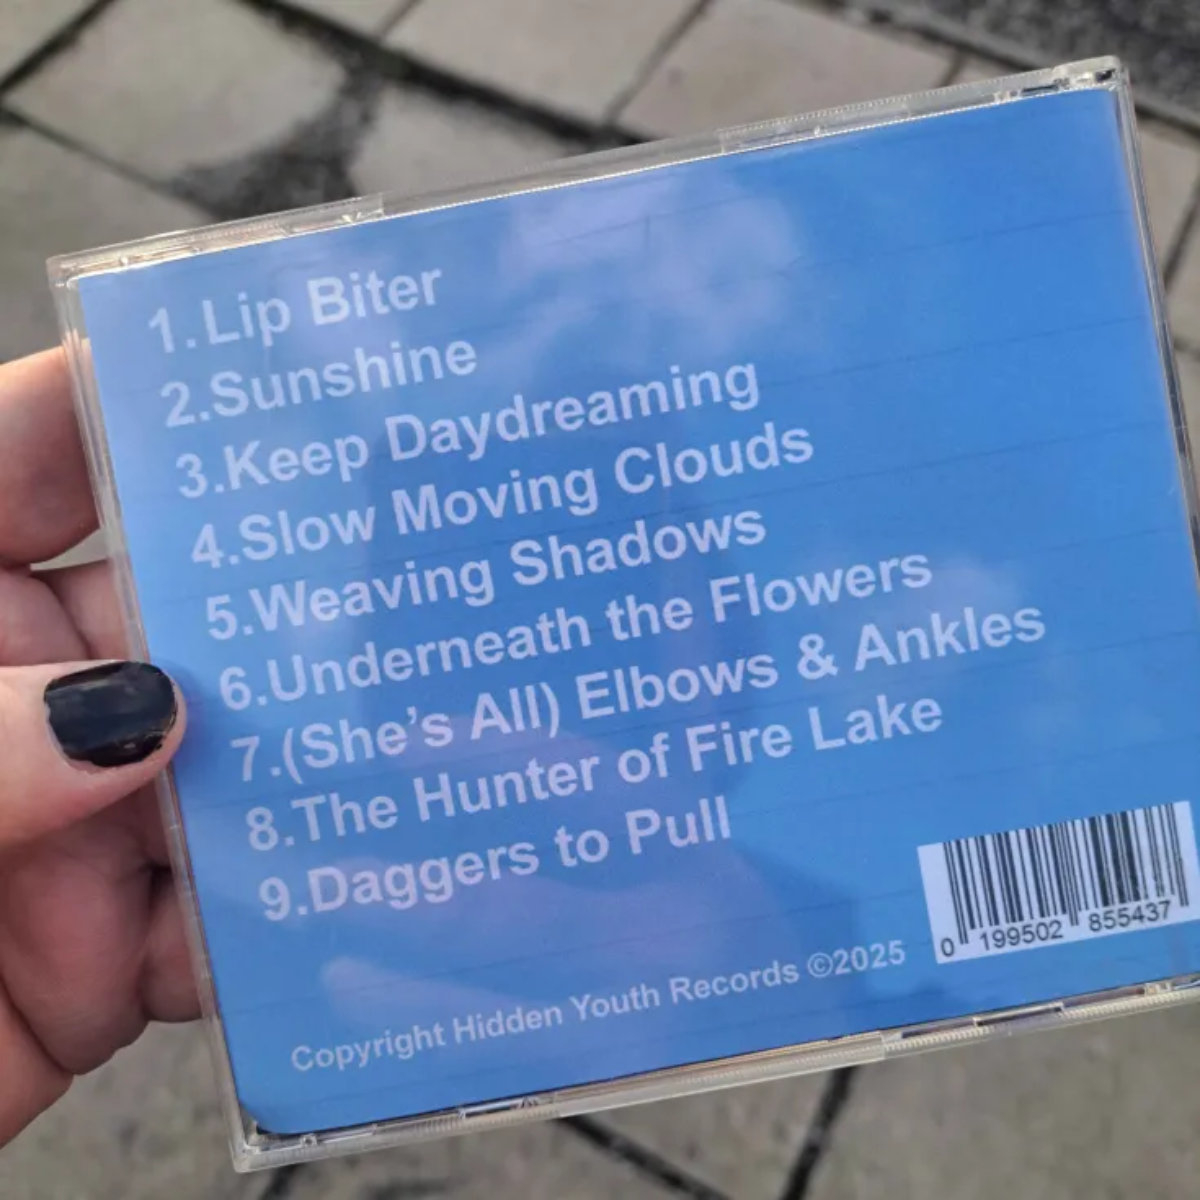 1. Lip Biter
2.Sunshine
3.Keep Daydreaming
4.Slow Moving Clouds
5.Weaving Shadows
6.Underneath the Flowers
7.(She’s All) Elbows & Ankles
8.The Hunter of Fire Lake
9.Daggers to Pull
0 199502 855437
Copyright Hidden Youth Records ©2025